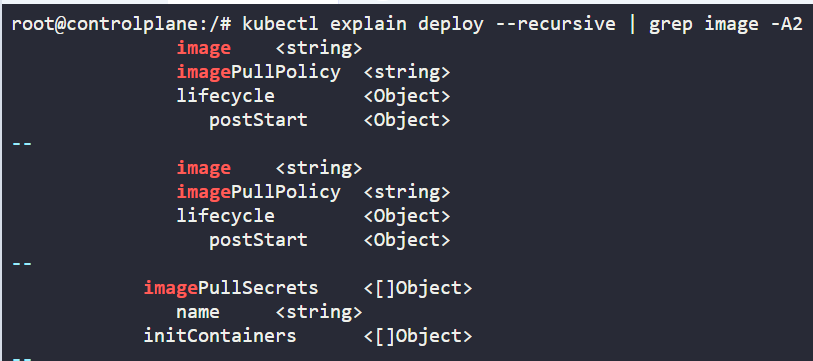 root@controlplane:/# kubectl explain deploy --recursive | grep image -A2
image <string>
imagePullPolicy <string>
lifecycle <Object>
postStart <Object>
--
image <string>
imagePullPolicy <string>
lifecycle <Object>
postStart <Object>
--
imagePullSecrets <[]Object>
name <string>
initContainers <[]Object>
--